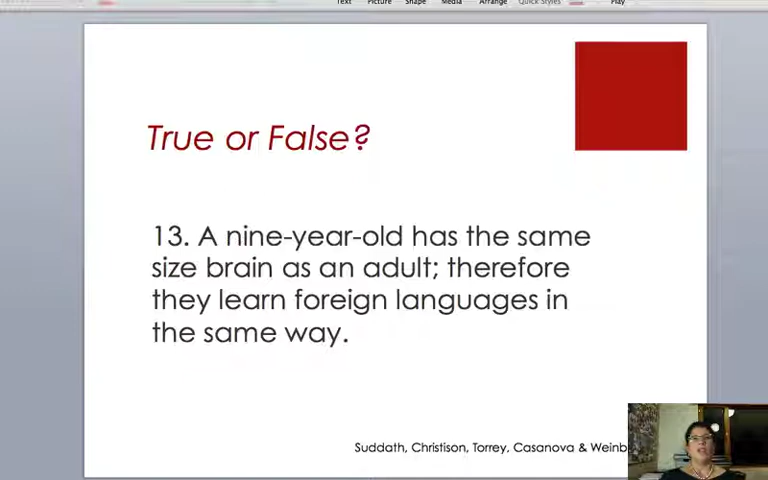 Text Picture Shape Media Arrange Quick Styles Play
True or False?
13. A nine-year-old has the same
size brain as an adult; therefore
they learn foreign languages in
the same way.
Suddath, Christison, Torrey, Casanova &